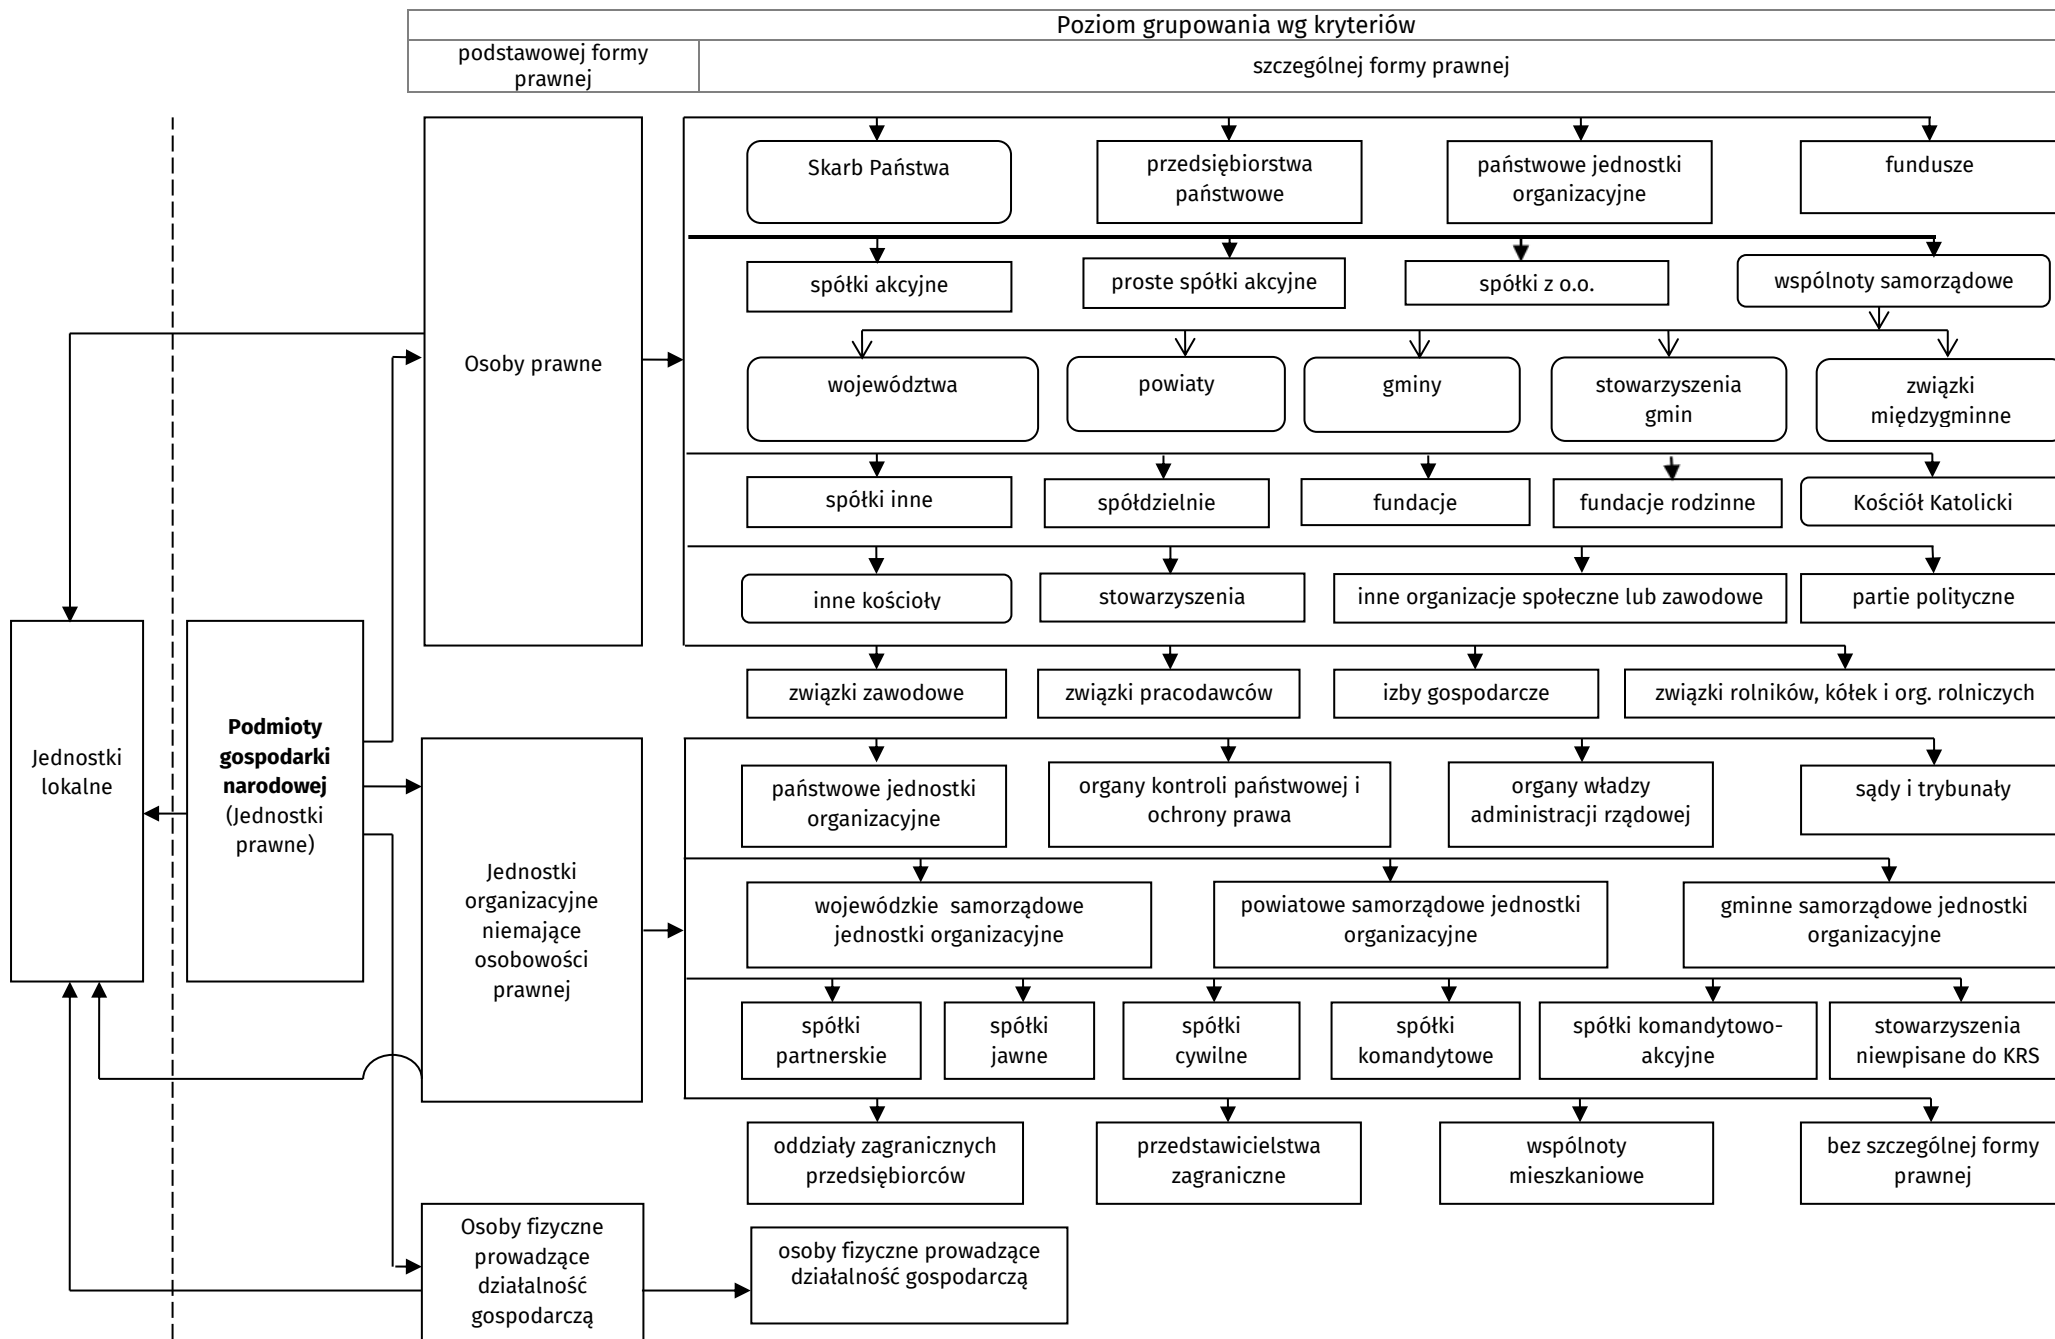 Poziom grupowania wg kryteriów
podstawowej formy
prawnej
szczególnej formy prawnej
Skarb Państwa
przedsiębiorstwa
państwowe
państwowe jednostki
organizacyjne
fundusze
spółki akcyjne
proste spółki akcyjne
spółki z o.o.
wspólnoty samorządowe
Osoby prawne
województwa
powiaty
gminy
stowarzyszenia
gmin
związki
międzygminne
spółki inne
spółdzielnie
fundacje
fundacje rodzinne
Kościół Katolicki
inne kościoły
stowarzyszenia
inne organizacje społeczne lub zawodowe
partie polityczne
związki zawodowe
związki pracodawców
izby gospodarcze
związki rolników, kółek i org. rolniczych
Jednostki
lokalne
Podmioty
gospodarki
narodowej
(Jednostki
prawne)
Jednostki
organizacyjne
niemające
osobowości
prawnej
państwowe jednostki
organizacyjne
organy kontroli państwowej i
ochrony prawa
organy władzy
administracji rządowej
sądy i trybunały
wojewódzkie  samorządowe
jednostki organizacyjne
powiatowe samorządowe jednostki
organizacyjne
gminne samorządowe jednostki
organizacyjne
spółki
partnerskie
spółki
jawne
spółki
cywilne
spółki
komandytowe
spółki komandytowo-
akcyjne
stowarzyszenia
niewpisane do KRS
oddziały zagranicznych
przedsiębiorców
przedstawicielstwa
zagraniczne
wspólnoty
mieszkaniowe
bez szczególnej formy
prawnej
Osoby fizyczne
prowadzące
działalność
gospodarczą
osoby fizyczne prowadzące
działalność gospodarczą